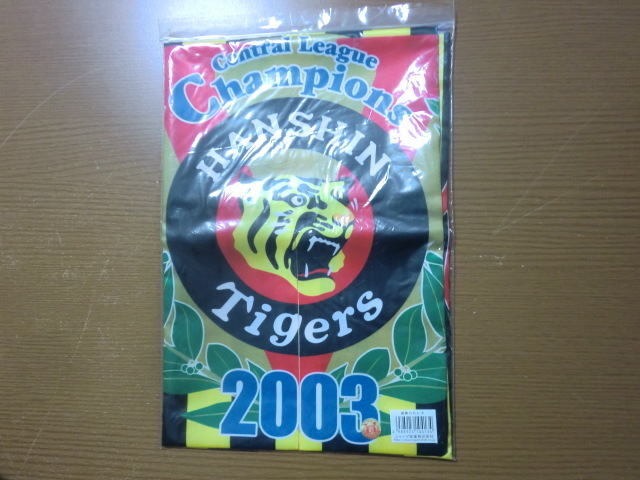 Central League
Champions
HANSHIN
Tigers
2003